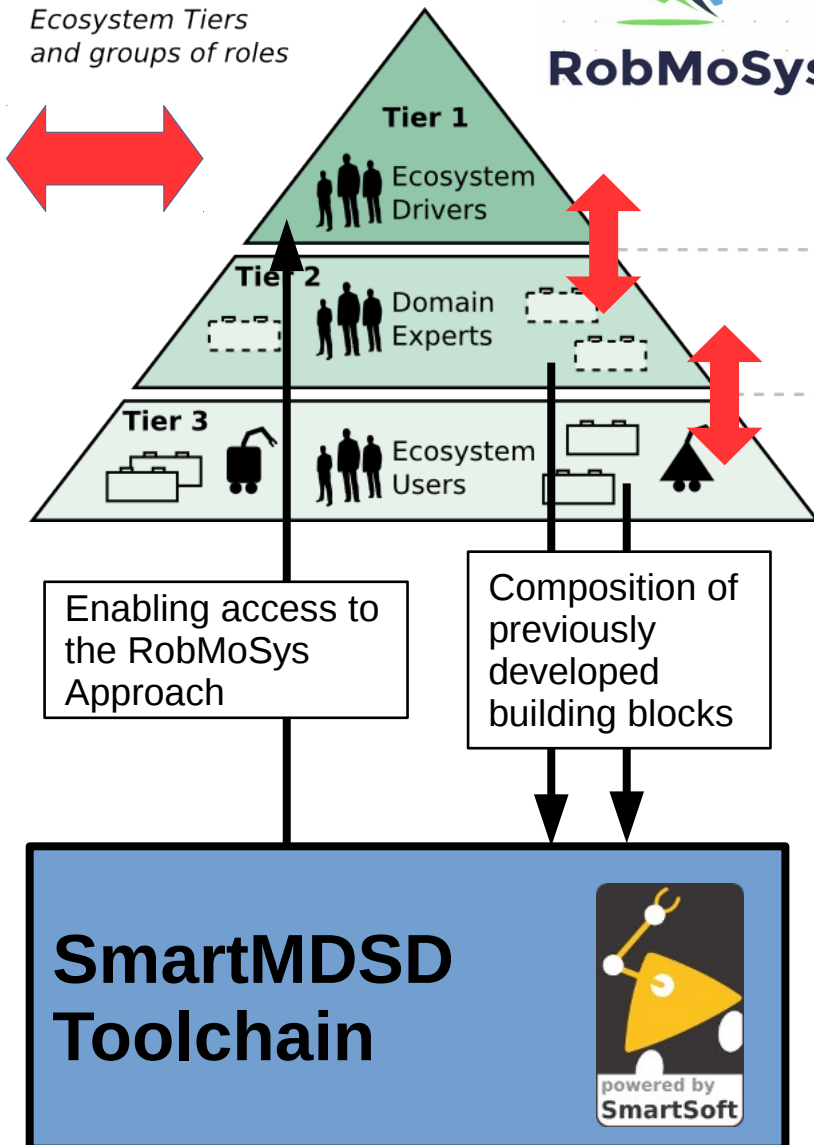 Ecosystem Tiers
and groups of roles
RobMoSys
Tier 1
Ecosystem
Drivers
Tier 2
Domain
Experts
Tier 3
Ecosystem
Users
Enabling access to
the RobMoSys
Approach
Composition of
previously
developed
building blocks
SmartMDSD
Toolchain
powered by
SmartSoft